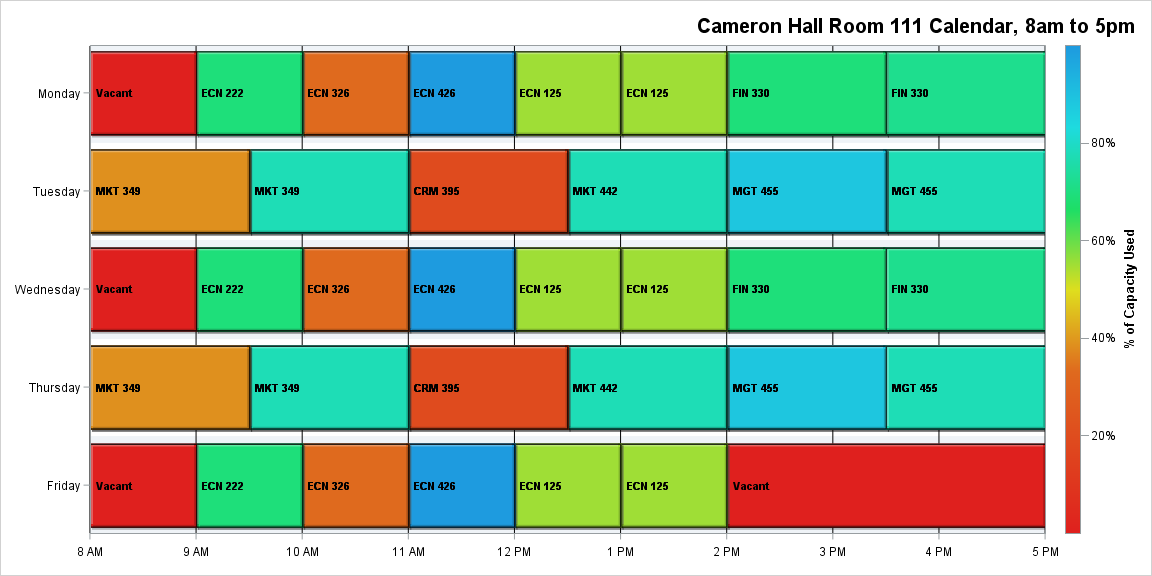 Cameron Hall Room 111 Calendar, 8am to 5pm
Monday
Vacant
ECN 222
ECN 326
ECN 426
ECN 125
ECN 125
FIN 330
FIN 330
Tuesday
MKT 349
MKT 349
CRM 395
MKT 442
MGT 455
MGT 455
Wednesday
Vacant
ECN 222
ECN 326
ECN 426
ECN 125
ECN 125
FIN 330
FIN 330
Thursday
MKT 349
MKT 349
CRM 395
MKT 442
MGT 455
MGT 455
Friday
Vacant
ECN 222
ECN 326
ECN 426
ECN 125
ECN 125
Vacant
8 AM
9 AM
10 AM
11 AM
12 PM
1 PM
2 PM
3 PM
4 PM
5 PM
80%
60%
40%
20%
% of Capacity Used